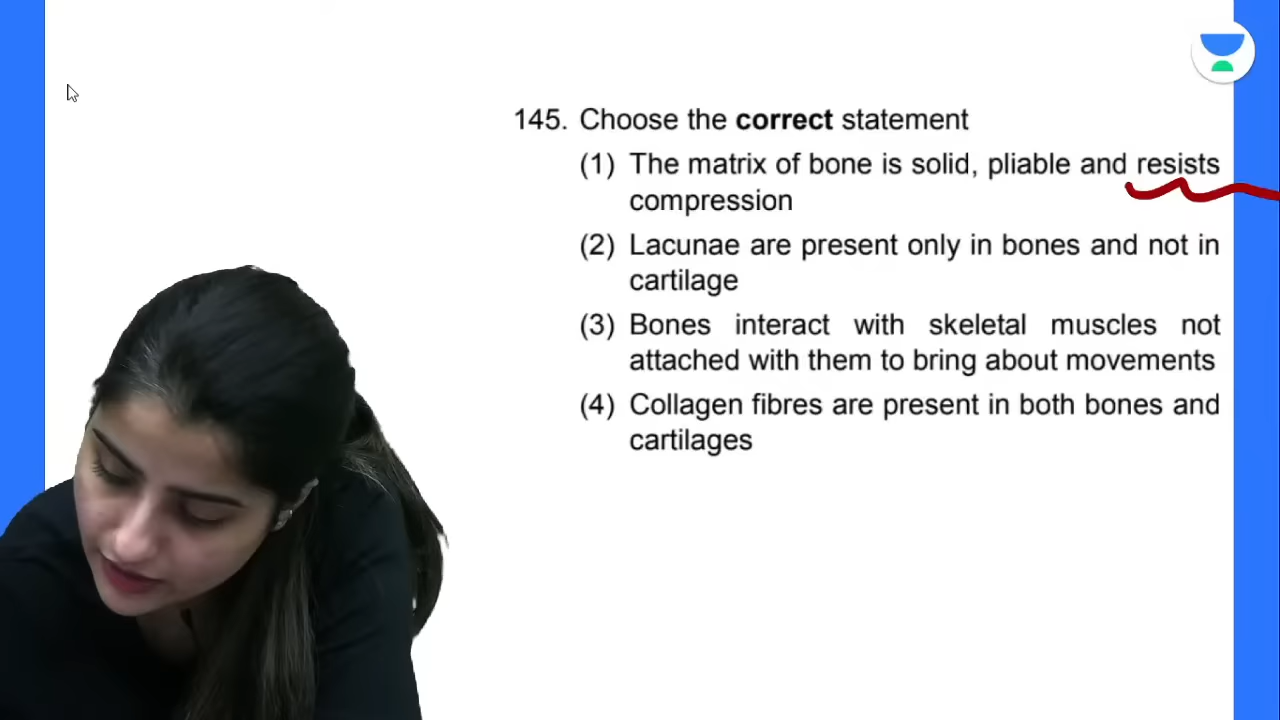 145. Choose the correct statement
(1) The matrix of bone is solid, pliable and resists
compression
(2) Lacunae are present only in bones and not in
cartilage
(3) Bones interact with skeletal muscles not
attached with them to bring about movements
(4) Collagen fibres are present in both bones and
cartilages